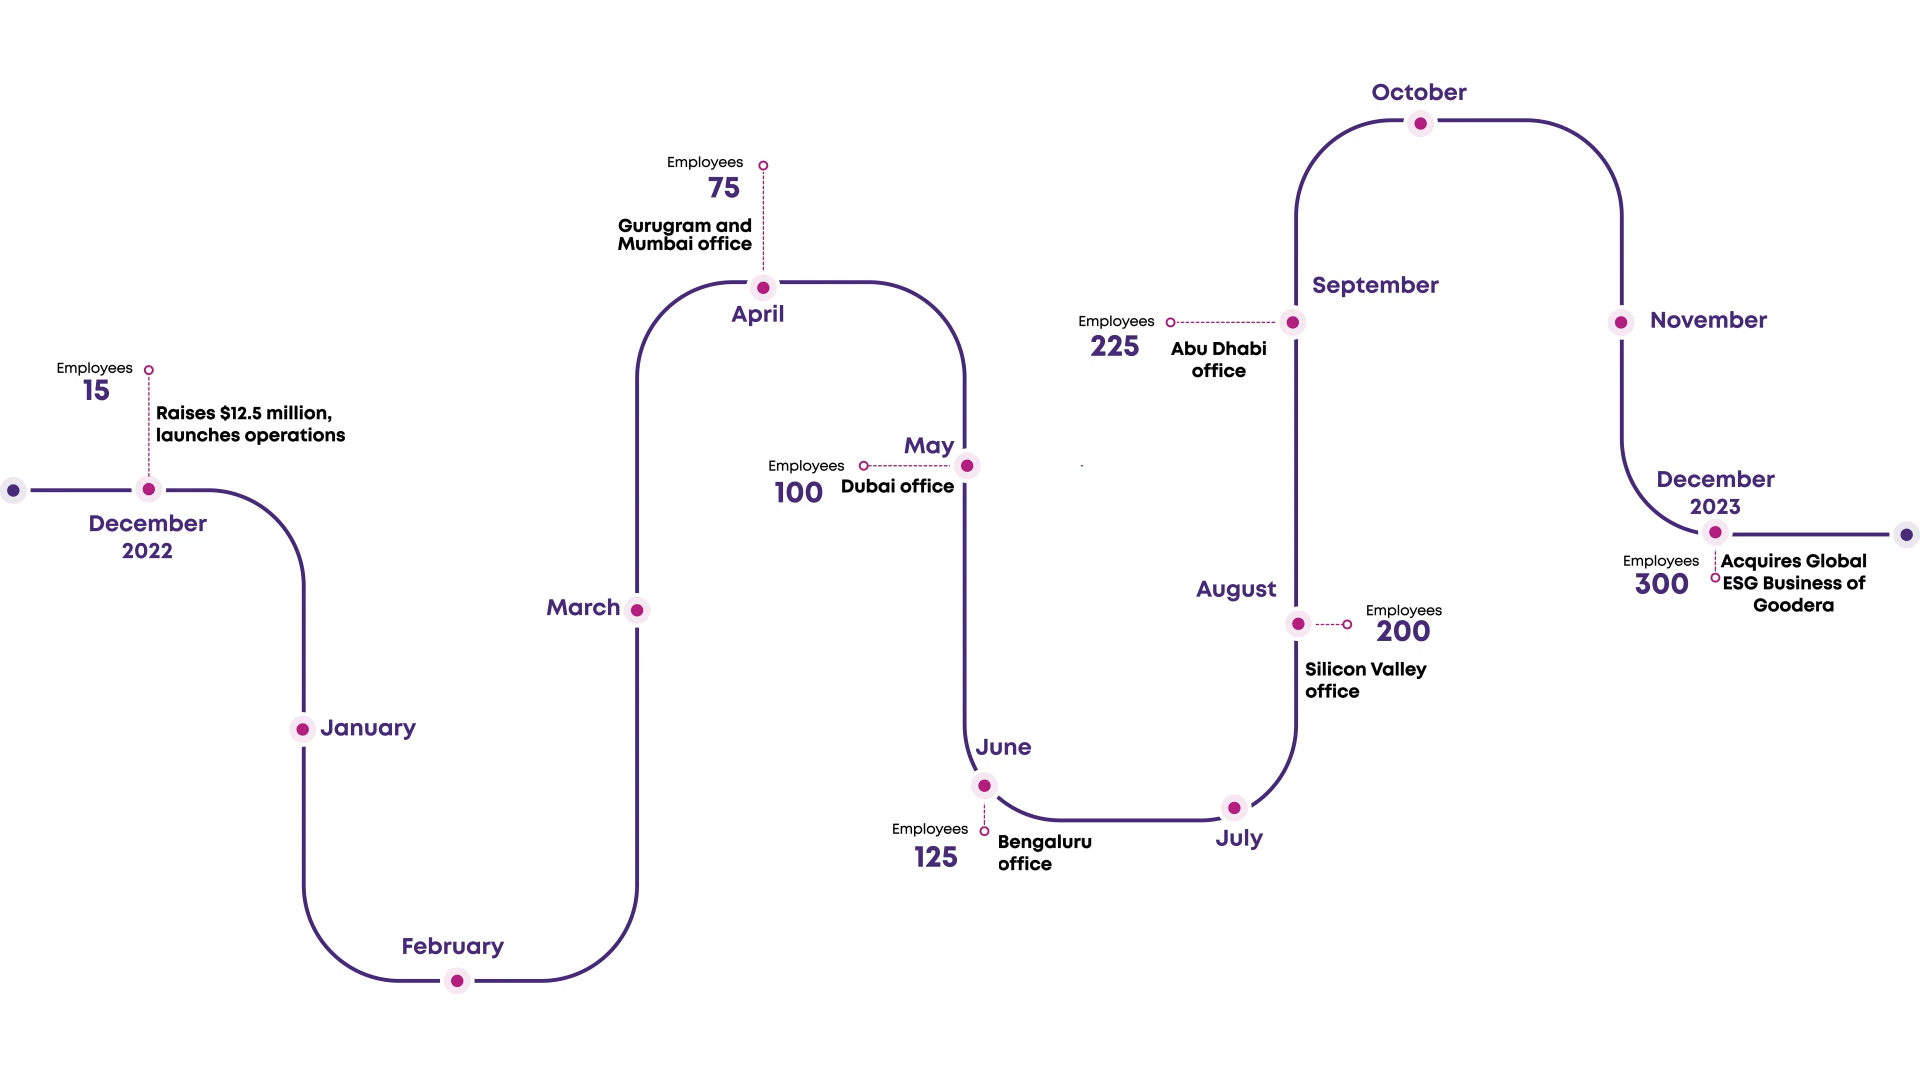 Employees
15
Raises $12.5 million,
launches operations
December
2022
January
February
March
Employees
75
Gurugram and
Mumbai office
April
May
Employees
100
Dubai office
June
Employees
125
Bengaluru
office
July
August
Employees
200
Silicon Valley
office
September
Employees
225
Abu Dhabi
office
October
November
December
2023
Employees
300
Acquires Global
ESG Business of
Goodera